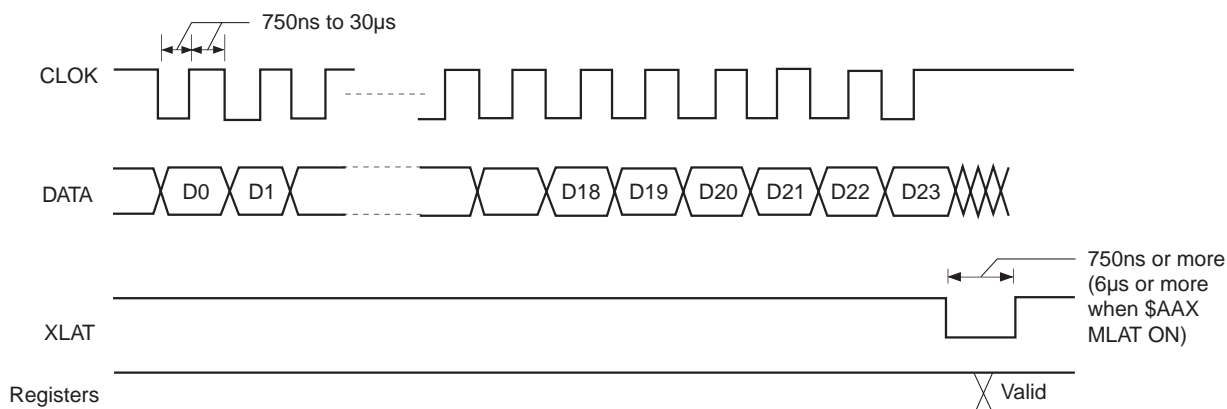 750ns to 30µs
CLOK
DATA
D0 D1 D18 D19 D20 D21 D22 D23
750ns or more
(6µs or more
when $AAX
MLAT ON)
XLAT
Registers
Valid